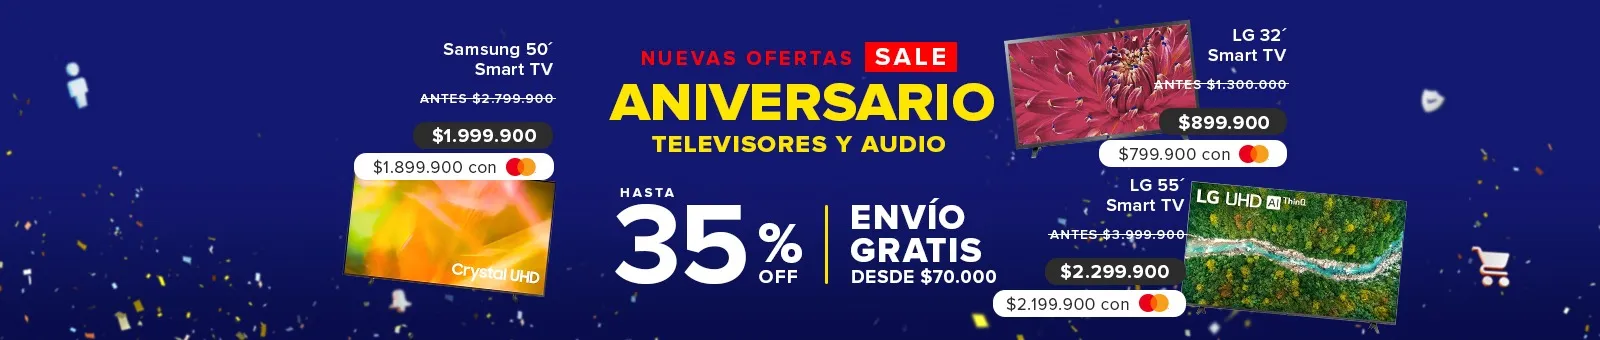 Samsung 50´
Smart TV
ANTES $2.799.900
$1.999.900
$1.899.900 con
Crystal UHD
NUEVAS OFERTAS SALE
ANIVERSARIO
TELEVISORES Y AUDIO
HASTA
35% OFF
ENVÍO
GRATIS
DESDE $70.000
LG 32´
Smart TV
ANTES $1.300.000
$899.900
$799.900 con
LG 55´
Smart TV
ANTES $3.999.900
$2.299.900
$2.199.900 con
LG UHD AI ThinQ